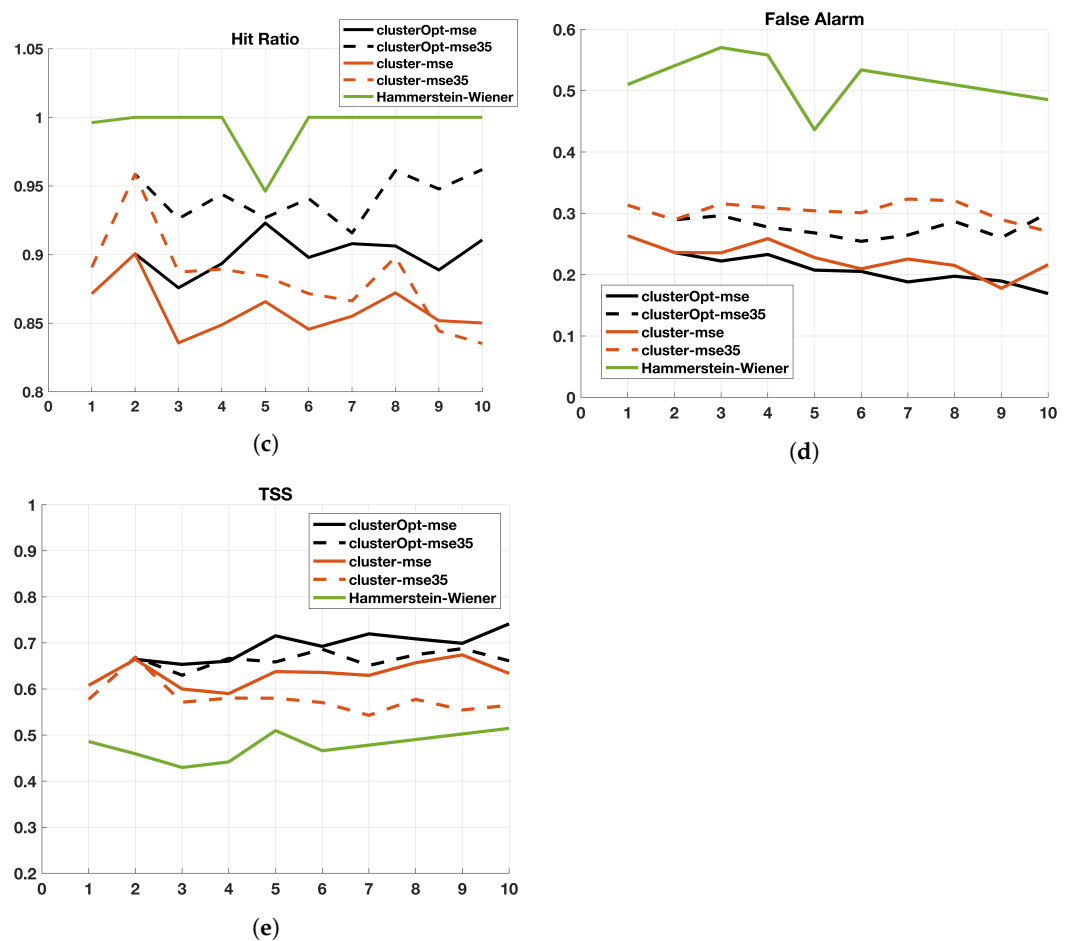 Hit Ratio
clusterOpt-mse
clusterOpt-mse35
cluster-mse
cluster-mse35
Hammerstein-Wiener
1.05
1
0.95
0.9
0.85
0.8
0 1 2 3 4 5 6 7 8 9 10
(c)
False Alarm
0.6
0.5
0.4
0.3
0.2
0.1
0
clusterOpt-mse
clusterOpt-mse35
cluster-mse
cluster-mse35
Hammerstein-Wiener
0 1 2 3 4 5 6 7 8 9 10
(d)
TSS
1
0.9
0.8
0.7
0.6
0.5
0.4
0.3
0.2
clusterOpt-mse
clusterOpt-mse35
cluster-mse
cluster-mse35
Hammerstein-Wiener
0 1 2 3 4 5 6 7 8 9 10
(e)